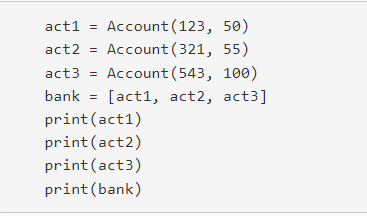 act1 = Account(123, 50)
act2 = Account(321, 55)
act3 = Account(543, 100)
bank = [act1, act2, act3]
print(act1)
print(act2)
print(act3)
print(bank)